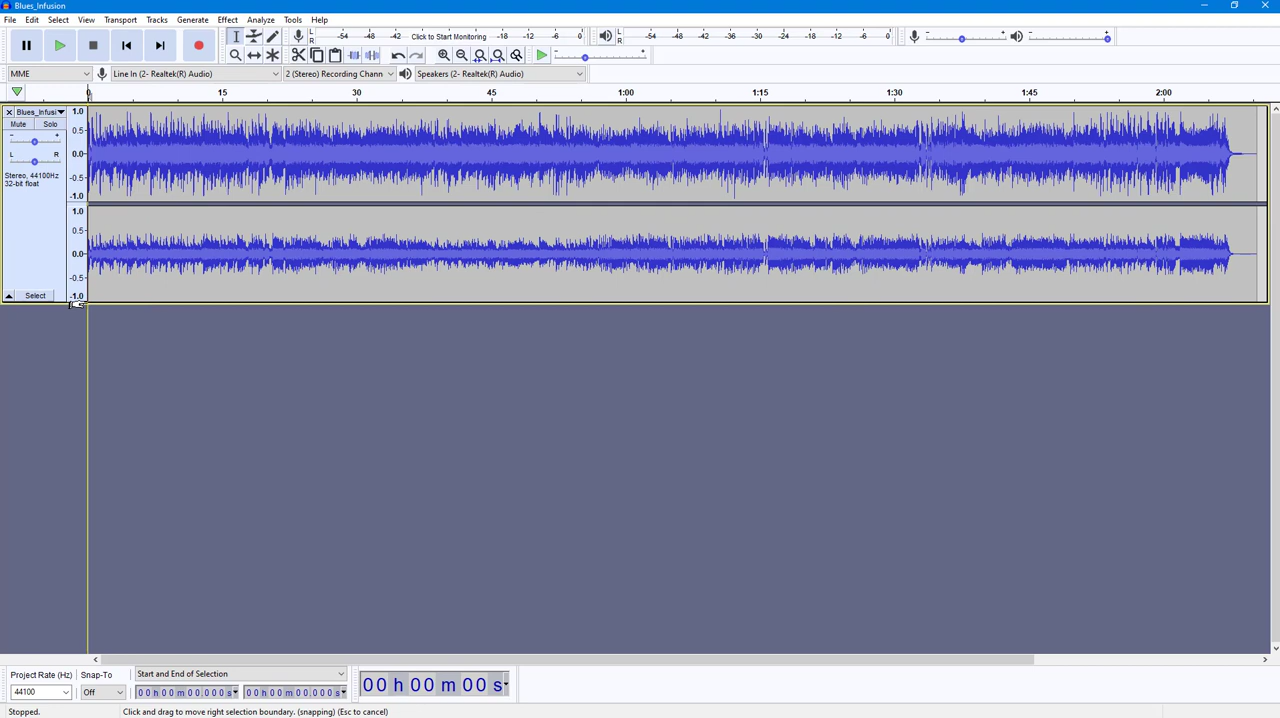 Blues_Infusion
File Edit Select View Transport Tracks Generate Effect Analyze Tools Help
L R -54 -48 -42 Click to Start Monitoring -18 -12 -6 0 L R -54 -48 -42 -36 -30 -24 -18 -12 -6 0 - + - +
- +
MME Line In (2- Realtek(R) Audio) 2 (Stereo) Recording Chann Speakers (2- Realtek(R) Audio)
0 15 30 45 1:00 1:15 1:30 1:45 2:00
Blues_Infusi 1.0
Mute Solo
- + 0.5
L R 0.0
Stereo, 44100Hz -0.5
32-bit float
-1.0
1.0
0.5
0.0
-0.5
Select -1.0
Project Rate (Hz) Snap-To Start and End of Selection
44100 Off 00 h 00 m 00.000 s 00 h 00 m 00.000 s 00 h 00 m 00 s
Stopped. Click and drag to move right selection boundary. (snapping) (Esc to cancel)